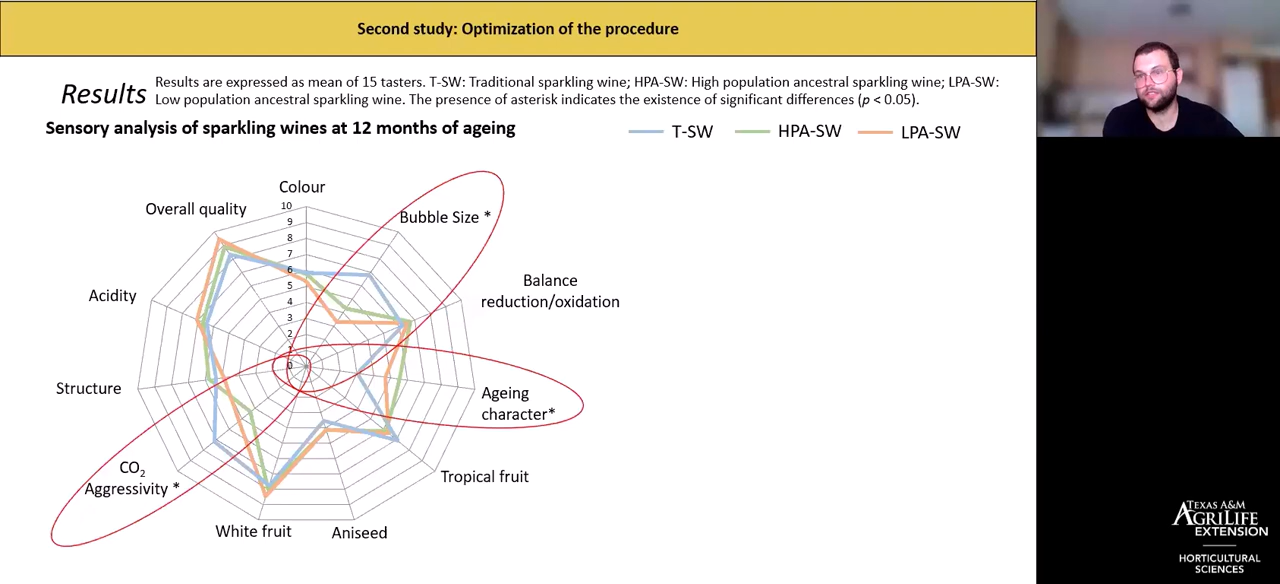 Second study: Optimization of the procedure
Results
Results are expressed as mean of 15 tasters. T-SW: Traditional sparkling wine; HPA-SW: High population ancestral sparkling wine; LPA-SW:
Low population ancestral sparkling wine. The presence of asterisk indicates the existence of significant differences (p < 0.05).
Sensory analysis of sparkling wines at 12 months of ageing
T-SW
HPA-SW
LPA-SW
Colour
Overall quality
Bubble Size *
10
9
8
7
6
5
4
3
2
1
0
Balance
reduction/oxidation
Acidity
Structure
Ageing
character*
CO2
Aggressivity *
Tropical fruit
White fruit
Aniseed
TEXAS A&M
AGRILIFE
EXTENSION
HORTICULTURAL
SCIENCES